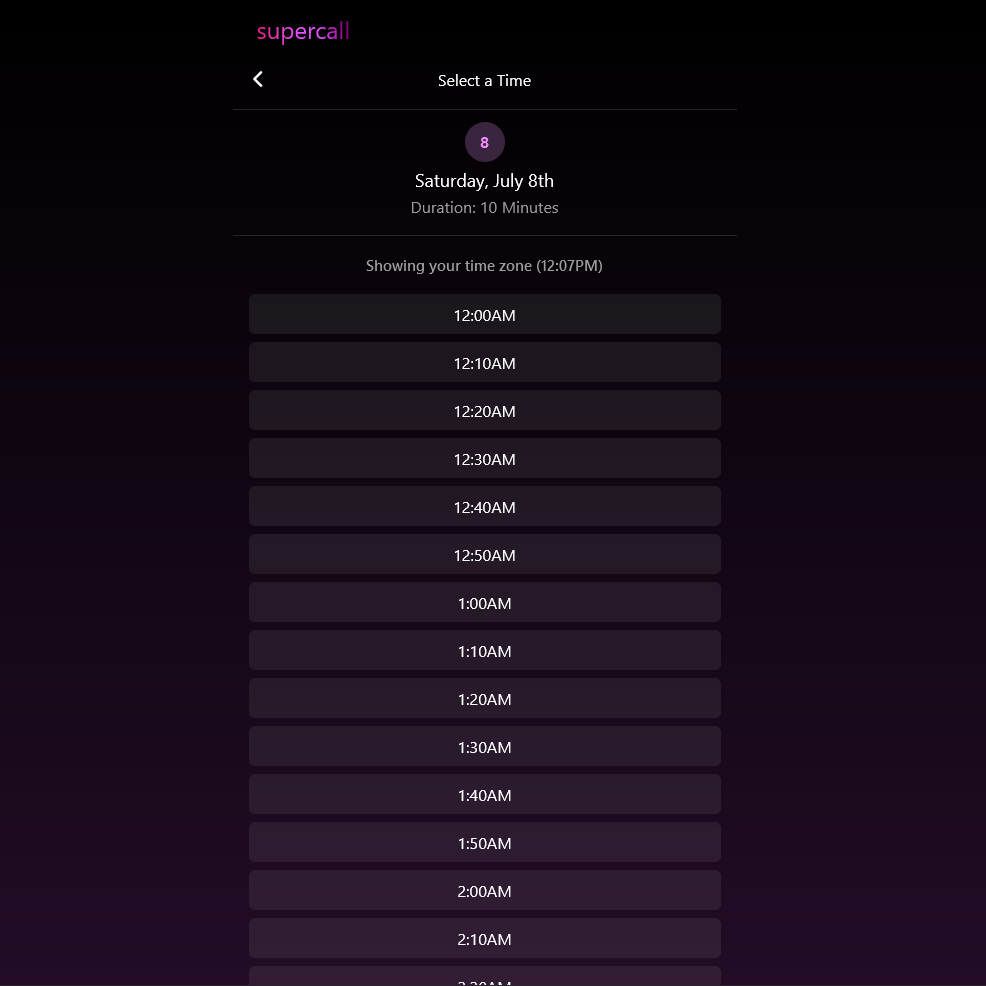 supercall
Select a Time
8
Saturday, July 8th
Duration: 10 Minutes
Showing your time zone (12:07PM)
12:00AM
12:10AM
12:20AM
12:30AM
12:40AM
12:50AM
1:00AM
1:10AM
1:20AM
1:30AM
1:40AM
1:50AM
2:00AM
2:10AM